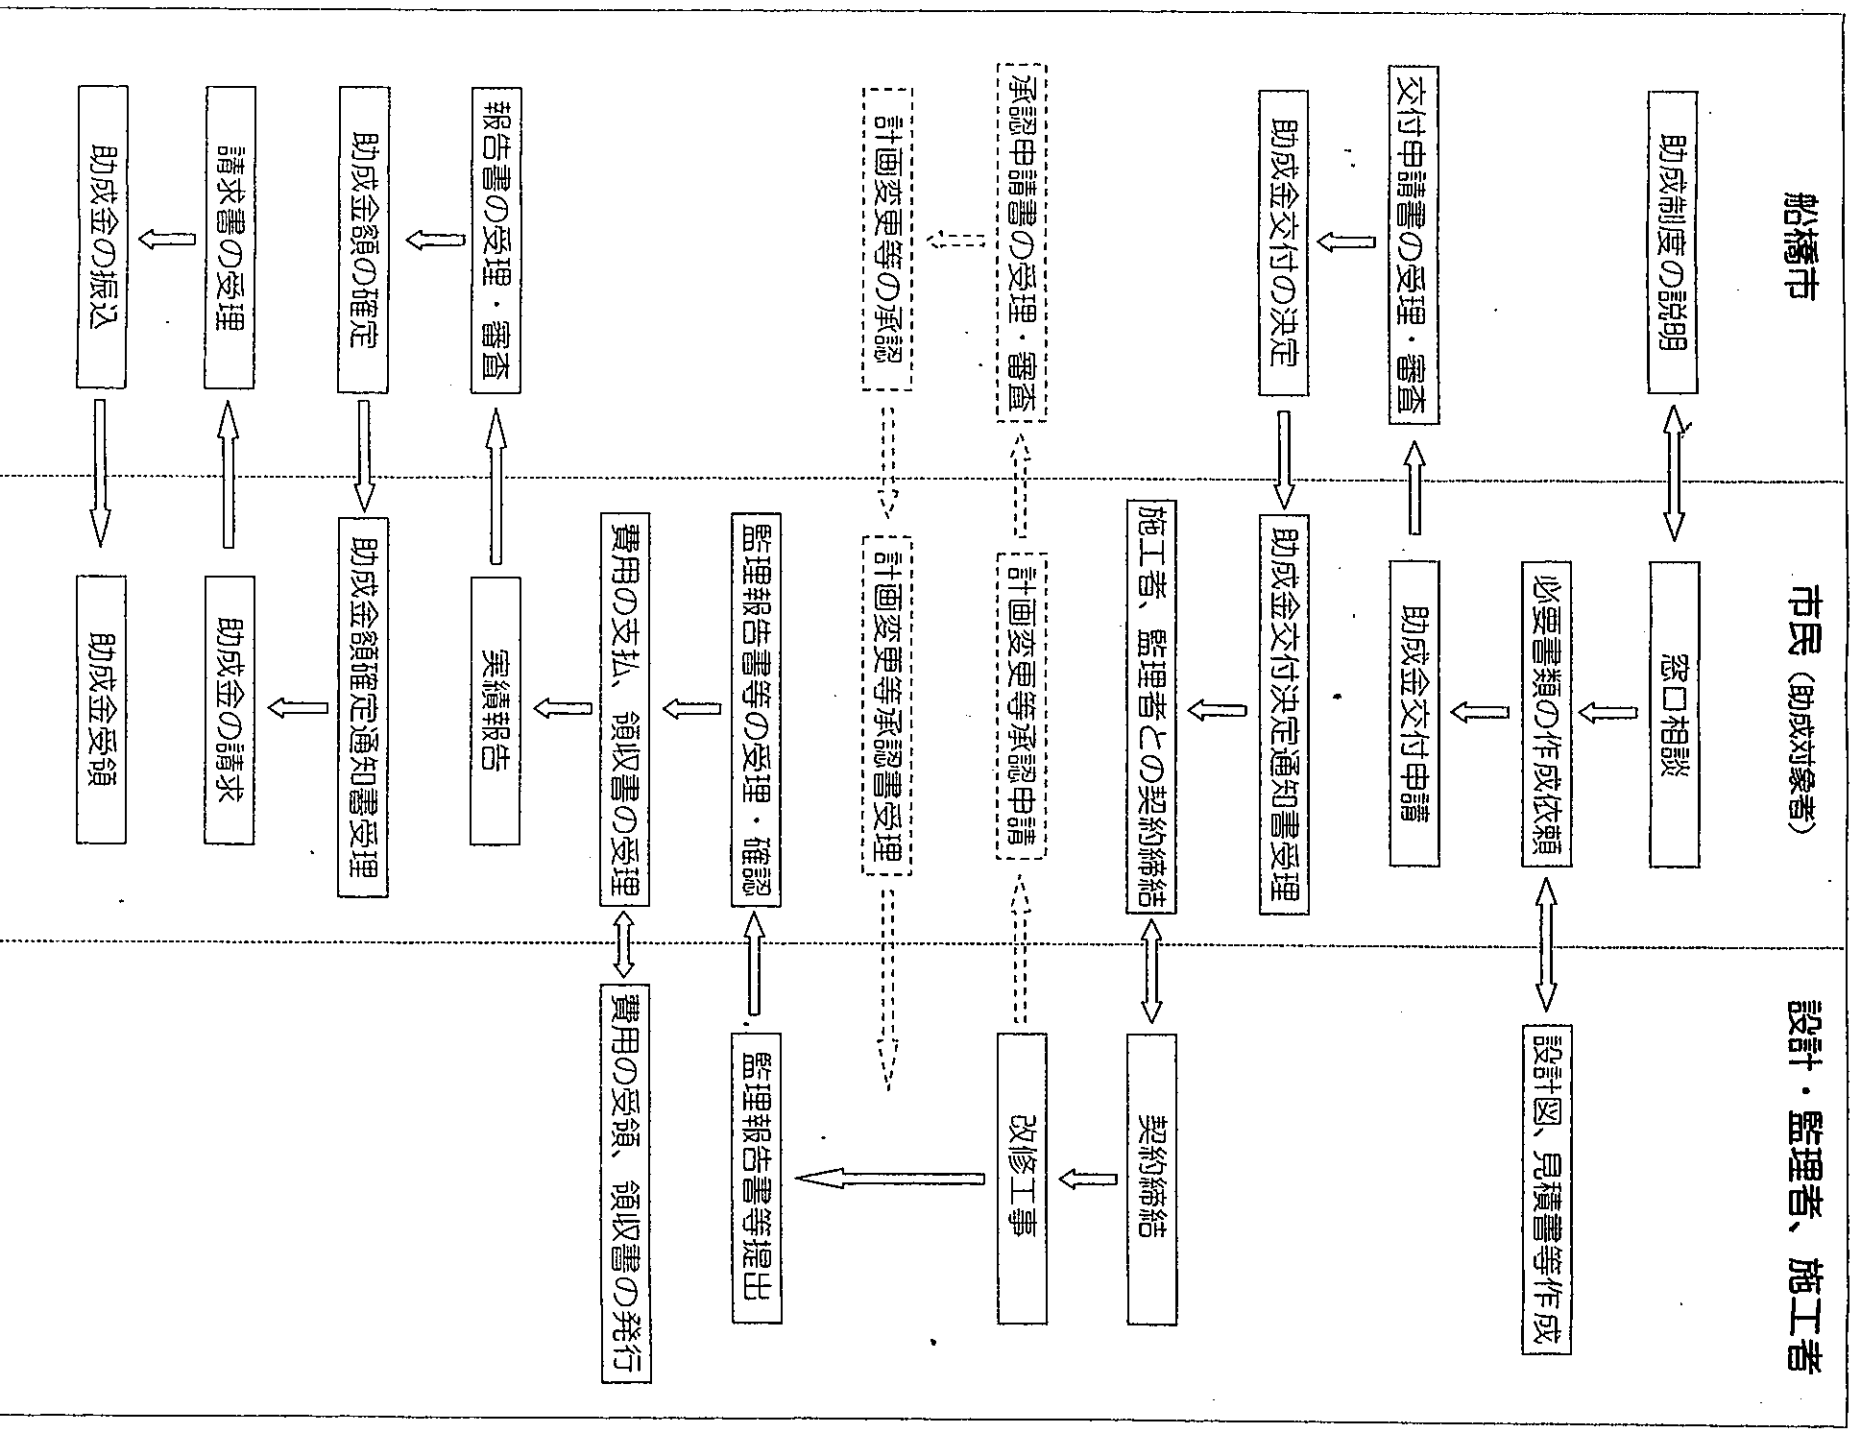 船橋市
市民（助成対象者）
設計・監理者、施工者
助成制度の説明
窓口相談
必要書類の作成依頼
設計図、見積書等作成
交付申請書の受理・審査
助成金交付申請
助成金交付の決定
助成金交付決定通知書受理
施工者、監理者との契約締結
契約締結
承認申請書の受理・審査
計画変更等承認申請
改修工事
計画変更等の承認
計画変更等承認書受理
監理報告書等の受理・確認
監理報告書等提出
費用の支払、領収書の受理
費用の受領、領収書の発行
報告書の受理・審査
実績報告
助成金額の確定
助成金額確定通知書受理
請求書の受理
助成金の請求
助成金の振込
助成金受領